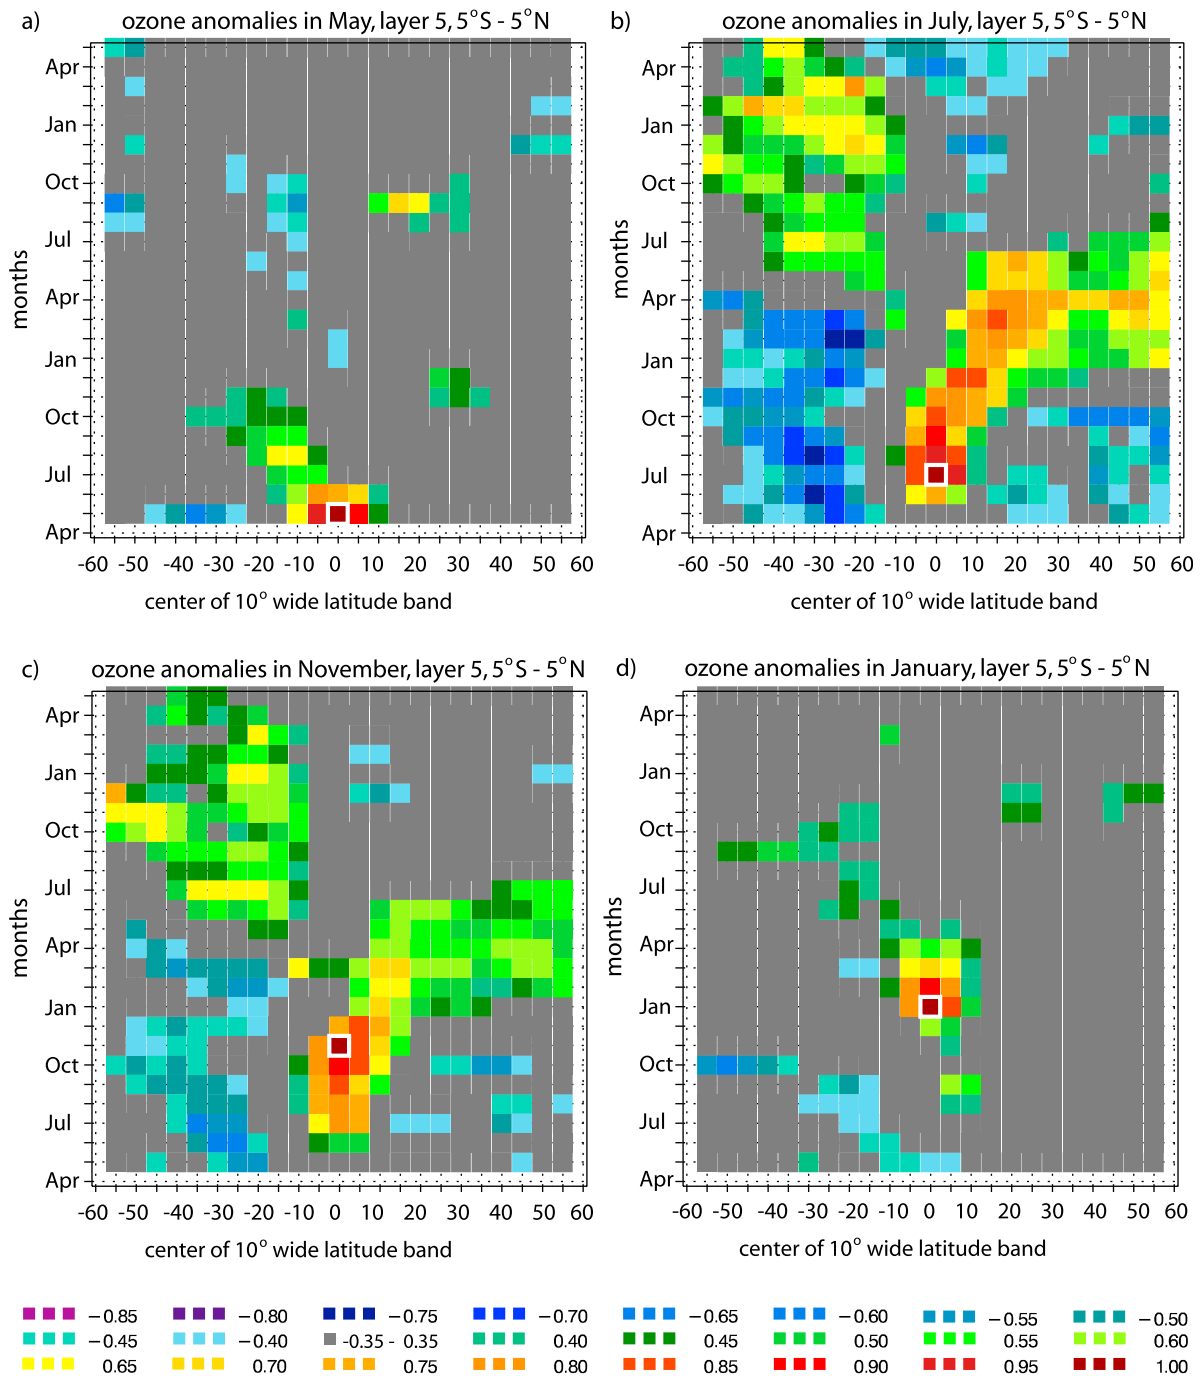 a) ozone anomalies in May, layer 5, 5°S - 5°N
b) ozone anomalies in July, layer 5, 5°S - 5°N
Apr
Jan
Oct
Jul
Apr
Jan
Oct
Jul
Apr
months
-60 -40 -20 -10 0 10 20 30 40 50 60
center of 10° wide latitude band
Apr
Jan
Oct
Jul
Apr
Jan
Oct
Jul
Apr
months
-60 -40 -20 -10 0 10 20 30 40 50 60
center of 10° wide latitude band
c) ozone anomalies in November, layer 5, 5°S - 5°N
d) ozone anomalies in January, layer 5, 5°S - 5°N
Apr
Jan
Oct
Jul
Apr
Jan
Oct
Jul
Apr
months
-60 -40 -20 -10 0 10 20 30 40 50 60
center of 10° wide latitude band
Apr
Jan
Oct
Jul
Apr
Jan
Oct
Jul
Apr
months
-60 -40 -20 -10 0 10 20 30 40 50 60
center of 10° wide latitude band
−0.85 −0.80 −0.75 −0.70 −0.65 −0.60 −0.55 −0.50
−0.45 −0.40 -0.35 - 0.35 0.40 0.45 0.50 0.55 0.60
0.65 0.70 0.75 0.80 0.85 0.90 0.95 1.00